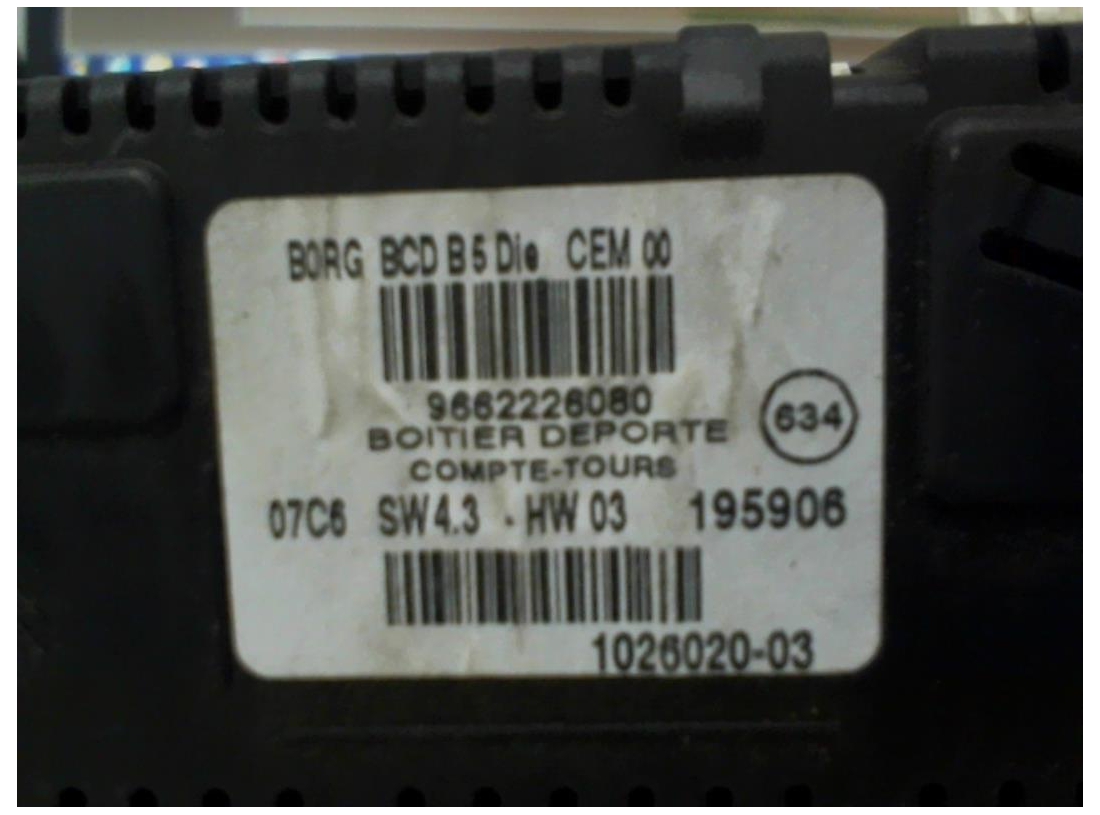 BORG BCD B5 Die CEM 00
9662226080
634
BOITIER DEPORTE
COMPTE-TOURS
07C6 SW4.3 - HW 03 195906
1026020-03